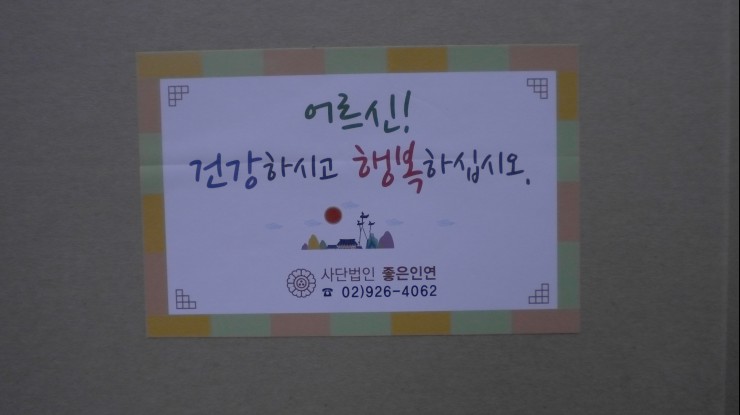 어르신!
건강하시고 행복하십시오.
사단법인 좋은인연
☎ 02)926-4062